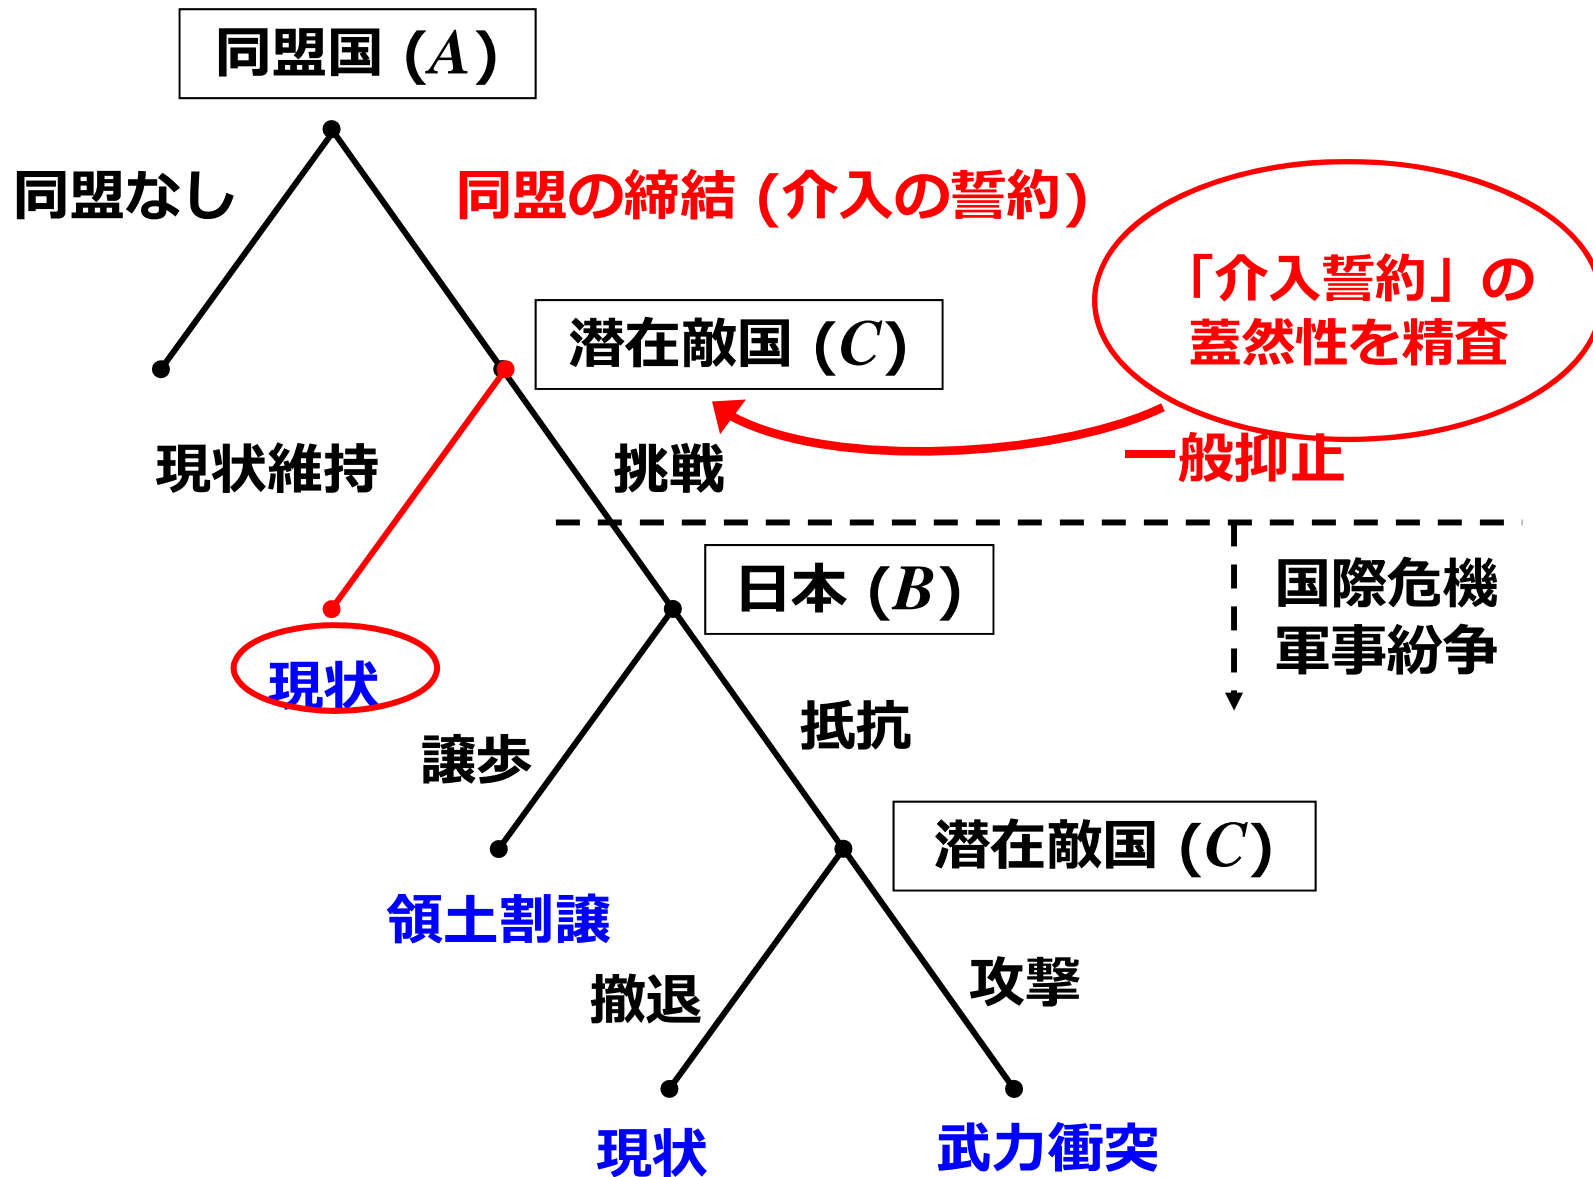 同盟国 (A)
同盟なし
同盟の締結 (介入の誓約)
「介入誓約」の
蓋然性を精査
潜在敵国 (C)
現状維持
挑戦
一般抑止
日本 (B)
国際危機
軍事紛争
現状
譲歩
抵抗
潜在敵国 (C)
領土割譲
撤退
攻撃
現状
武力衝突